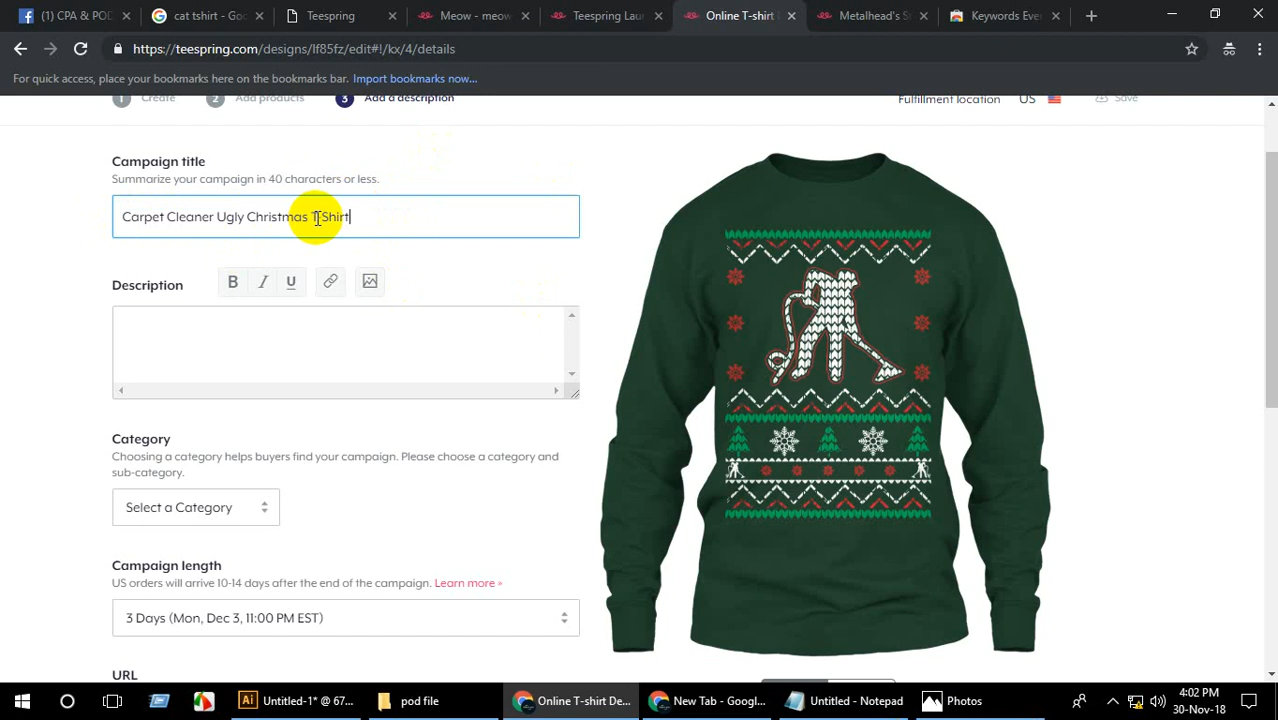 (1) CPA & POD
cat tshirt - Goo
Teespring
Meow - meow
Teespring Laun
Online T-shirt D
Metalhead's S
Keywords Eve
https://teespring.com/designs/lf85fz/edit#!/kx/4/details
For quick access, place your bookmarks here on the bookmarks bar. Import bookmarks now...
1 Create 2 Add products 3 Add a description
Fulfillment location US Save
Campaign title
Summarize your campaign in 40 characters or less.
Carpet Cleaner Ugly Christmas T-Shirt
Description B I U
Category
Choosing a category helps buyers find your campaign. Please choose a category and
sub-category.
Select a Category
Campaign length
US orders will arrive 10-14 days after the end of the campaign. Learn more »
3 Days (Mon, Dec 3, 11:00 PM EST)
URL
Untitled-1* @ 67...
pod file
Online T-shirt De...
New Tab - Googl...
Untitled - Notepad
Photos
4:02 PM
30-Nov-18